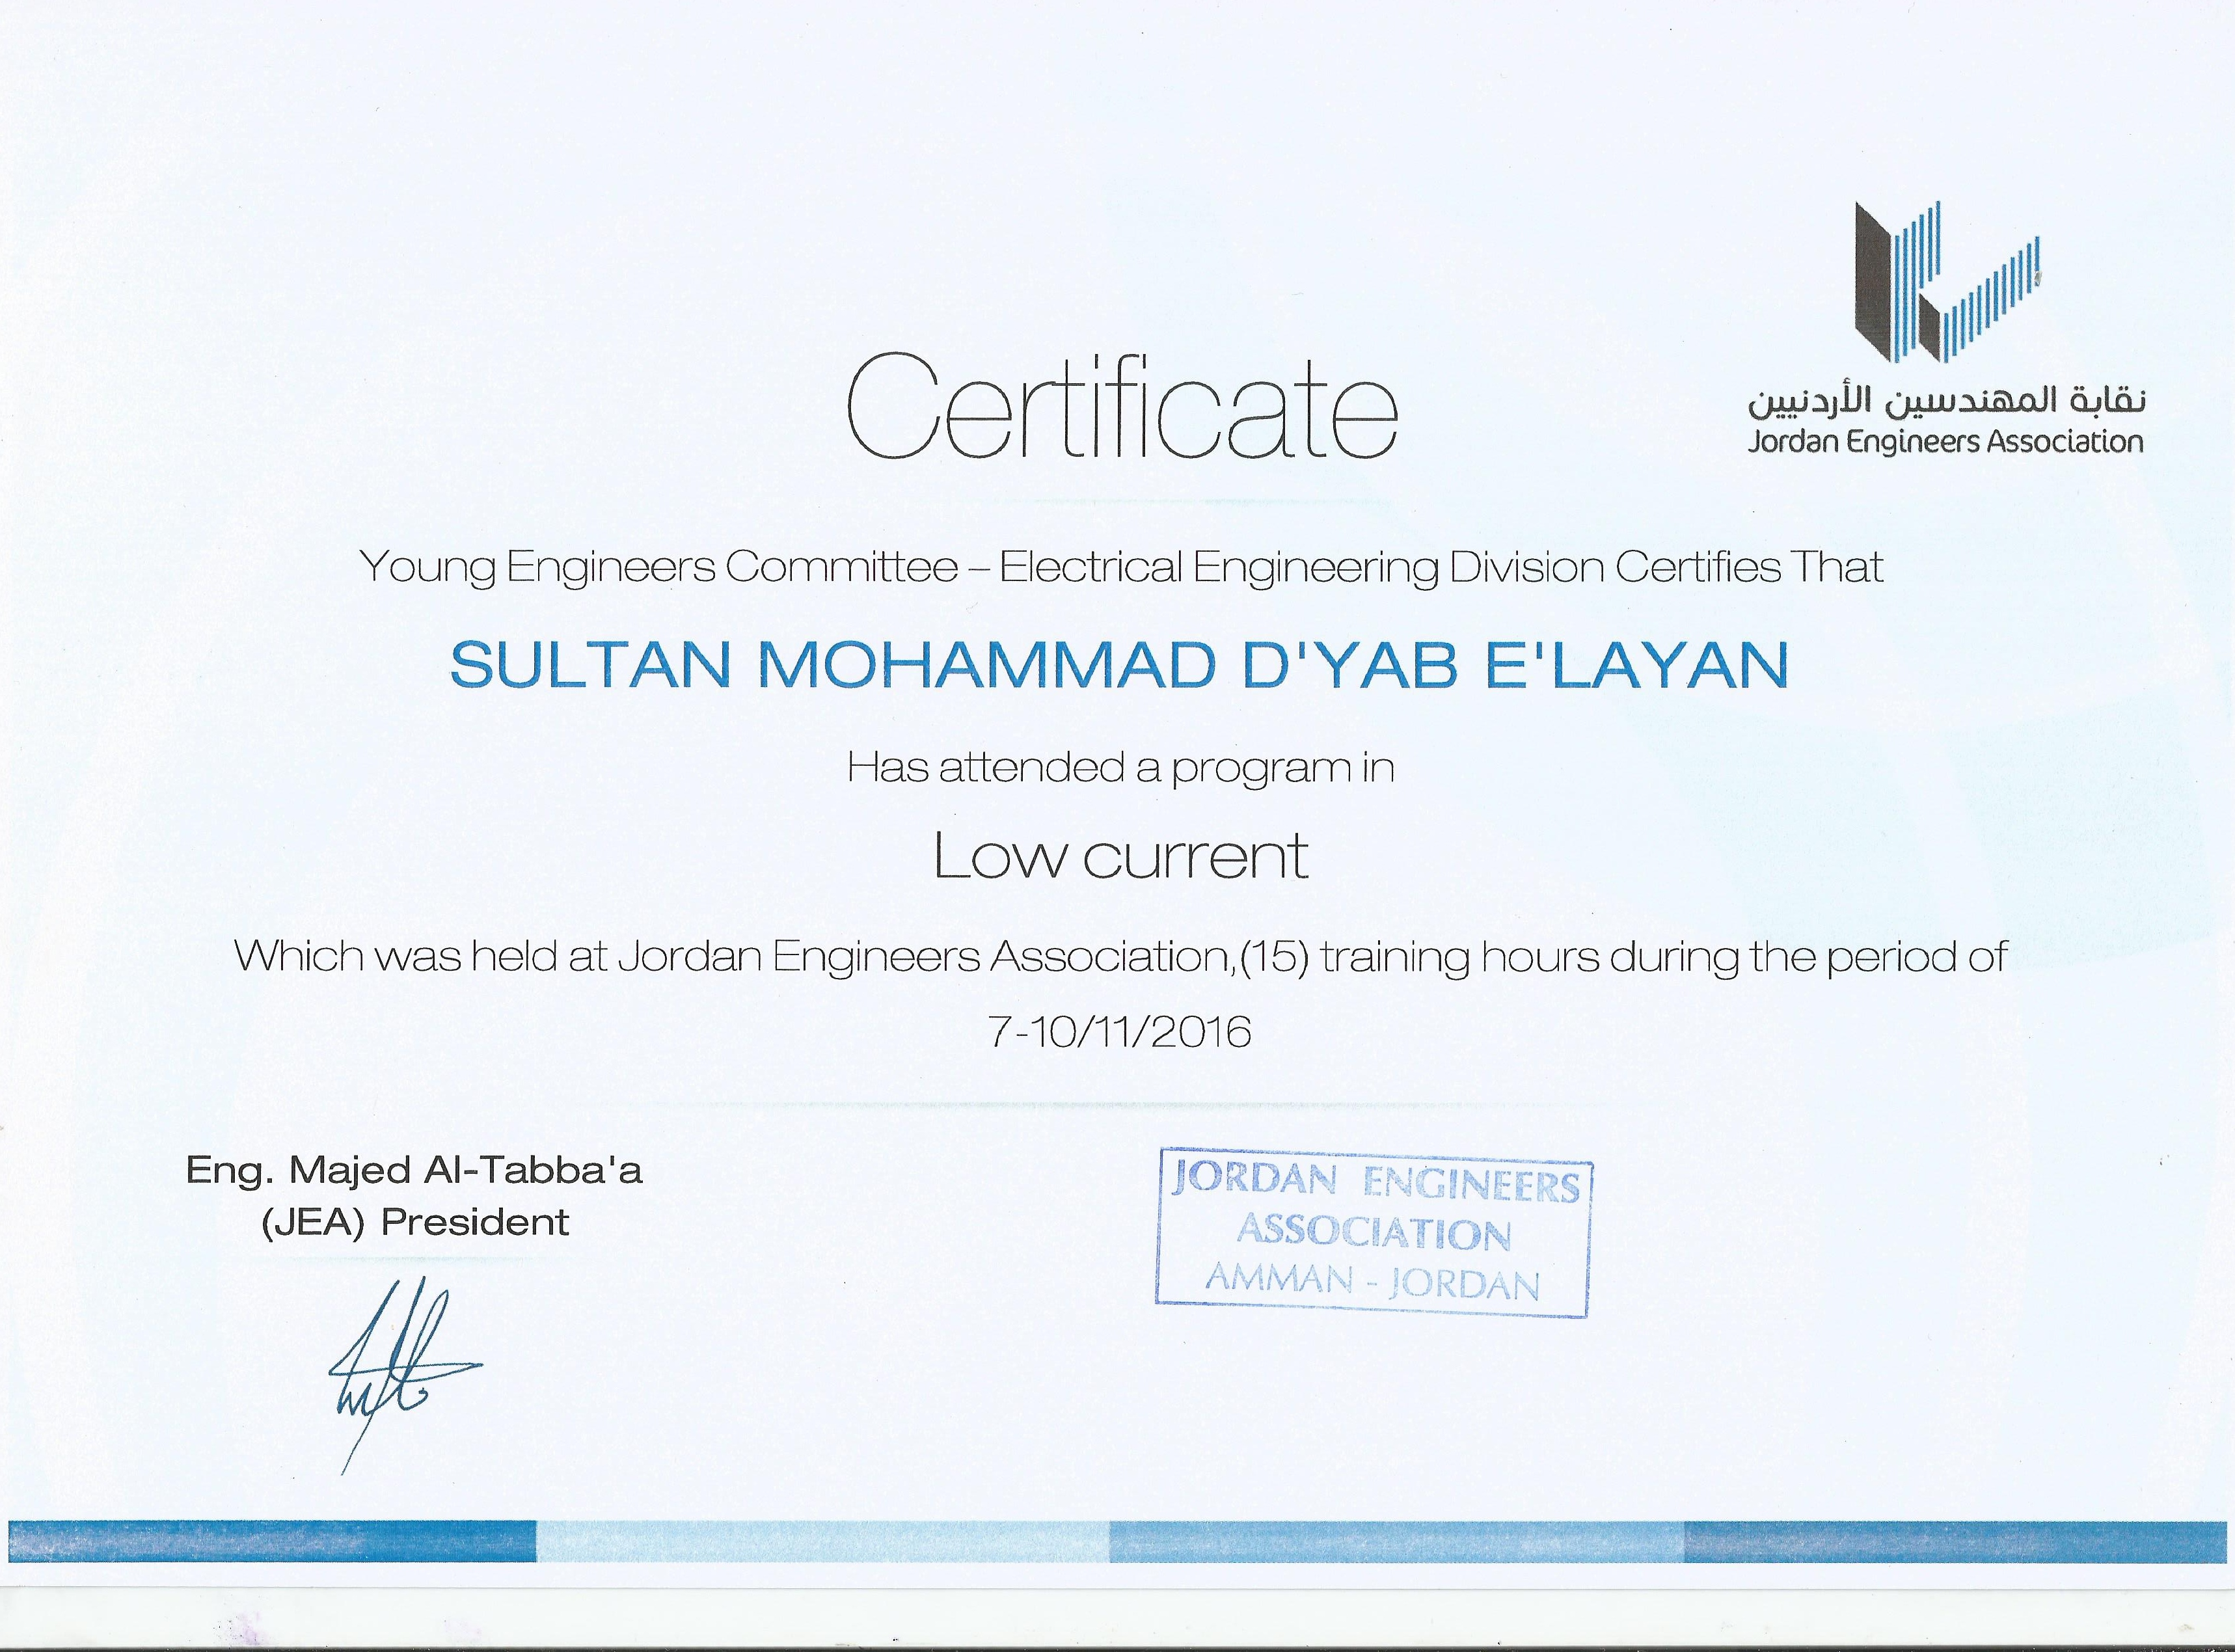 نقابة المهندسين الأردنيين
Jordan Engineers Association
Certificate
Young Engineers Committee – Electrical Engineering Division Certifies That
SULTAN MOHAMMAD D'YAB E'LAYAN
Has attended a program in
Low current
Which was held at Jordan Engineers Association,(15) training hours during the period of
7-10/11/2016
Eng. Majed Al-Tabba'a
(JEA) President
JORDAN ENGINEERS
ASSOCIATION
AMMAN - JORDAN